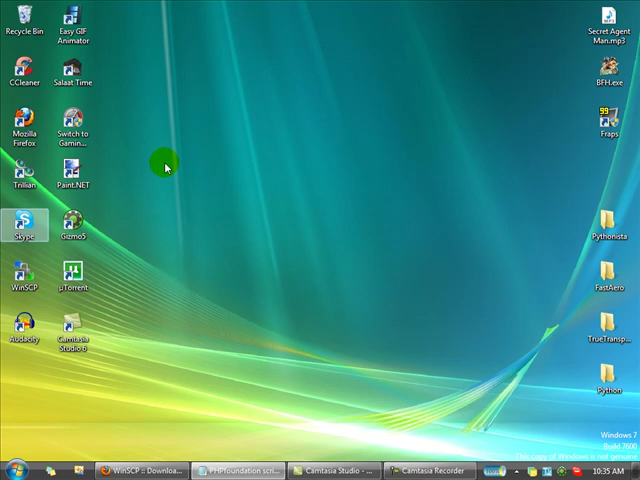 Recycle Bin
Easy GIF
Animator
CCleaner
Salaat Time
Mozilla
Firefox
Switch to
Gamin...
Trillian
Paint.NET
Skype
Gizmo5
WinSCP
µTorrent
Audacity
Camtasia
Studio 6
Secret Agent
Man.mp3
BFH.exe
99
Fraps
Pythonista
FastAero
TrueTransp...
Python
Windows 7
Build 7600
This copy of Windows is not genuine
WinSCP :: Downloa...
PHPfoundation scri...
Camtasia Studio - ...
Camtasia Recorder
10:35 AM